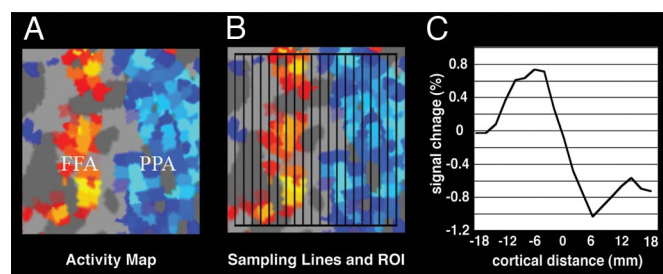 A
B
C
FFA PPA
Activity Map
Sampling Lines and ROI
signal chnage (%)
0.8
0.4
0
-0.4
-0.8
-1.2
-18 -12 -6 0 6 12 18
cortical distance (mm)